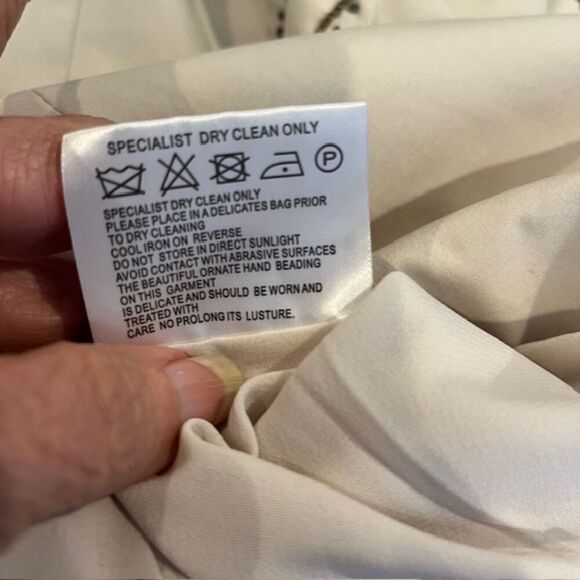 SPECIALIST DRY CLEAN ONLY
P
SPECIALIST DRY CLEAN ONLY
PLEASE PLACE IN A DELICATES BAG PRIOR
TO DRY CLEANING
COOL IRON ON REVERSE
DO NOT STORE IN DIRECT SUNLIGHT
AVOID CONTACT WITH ABRASIVE SURFACES
THE BEAUTIFUL ORNATE HAND BEADING
ON THIS GARMENT
IS DELICATE AND SHOULD BE WORN AND
TREATED WITH
CARE NO PROLONG ITS LUSTURE.